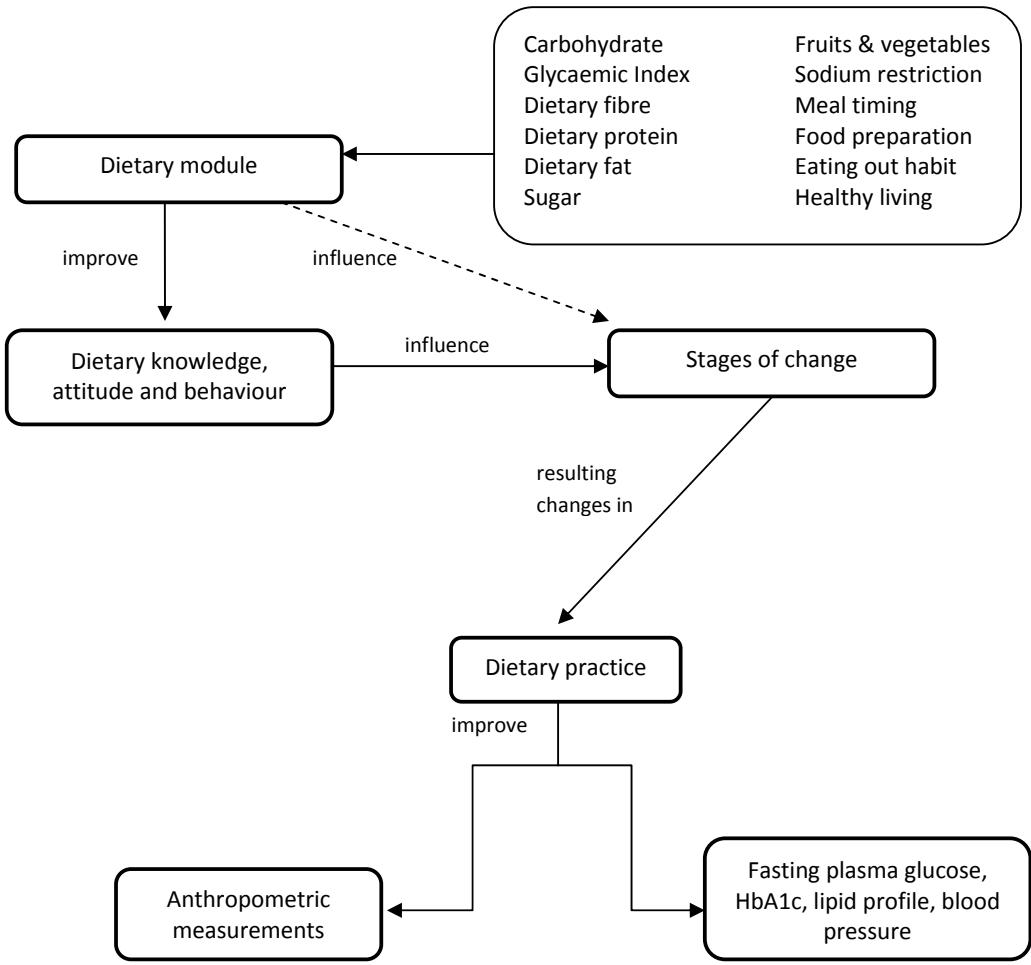 Carbohydrate
Glycaemic Index
Dietary fibre
Dietary protein
Dietary fat
Sugar
Fruits & vegetables
Sodium restriction
Meal timing
Food preparation
Eating out habit
Healthy living
Dietary module
improve
influence
Dietary knowledge,
attitude and behaviour
influence
Stages of change
resulting
changes in
Dietary practice
improve
Anthropometric
measurements
Fasting plasma glucose,
HbA1c, lipid profile, blood
pressure